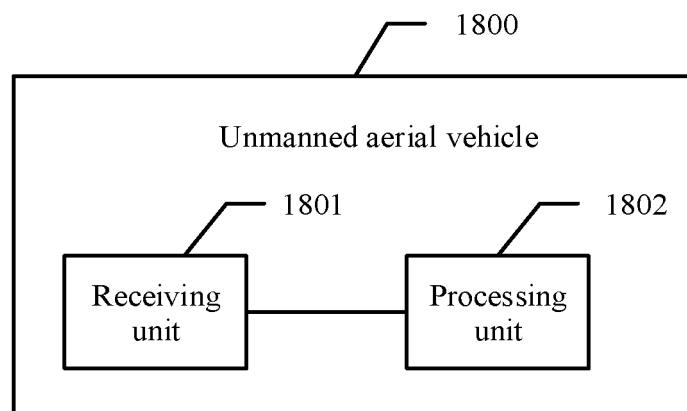 1800
Unmanned aerial vehicle
1801
1802
Receiving
unit
Processing
unit